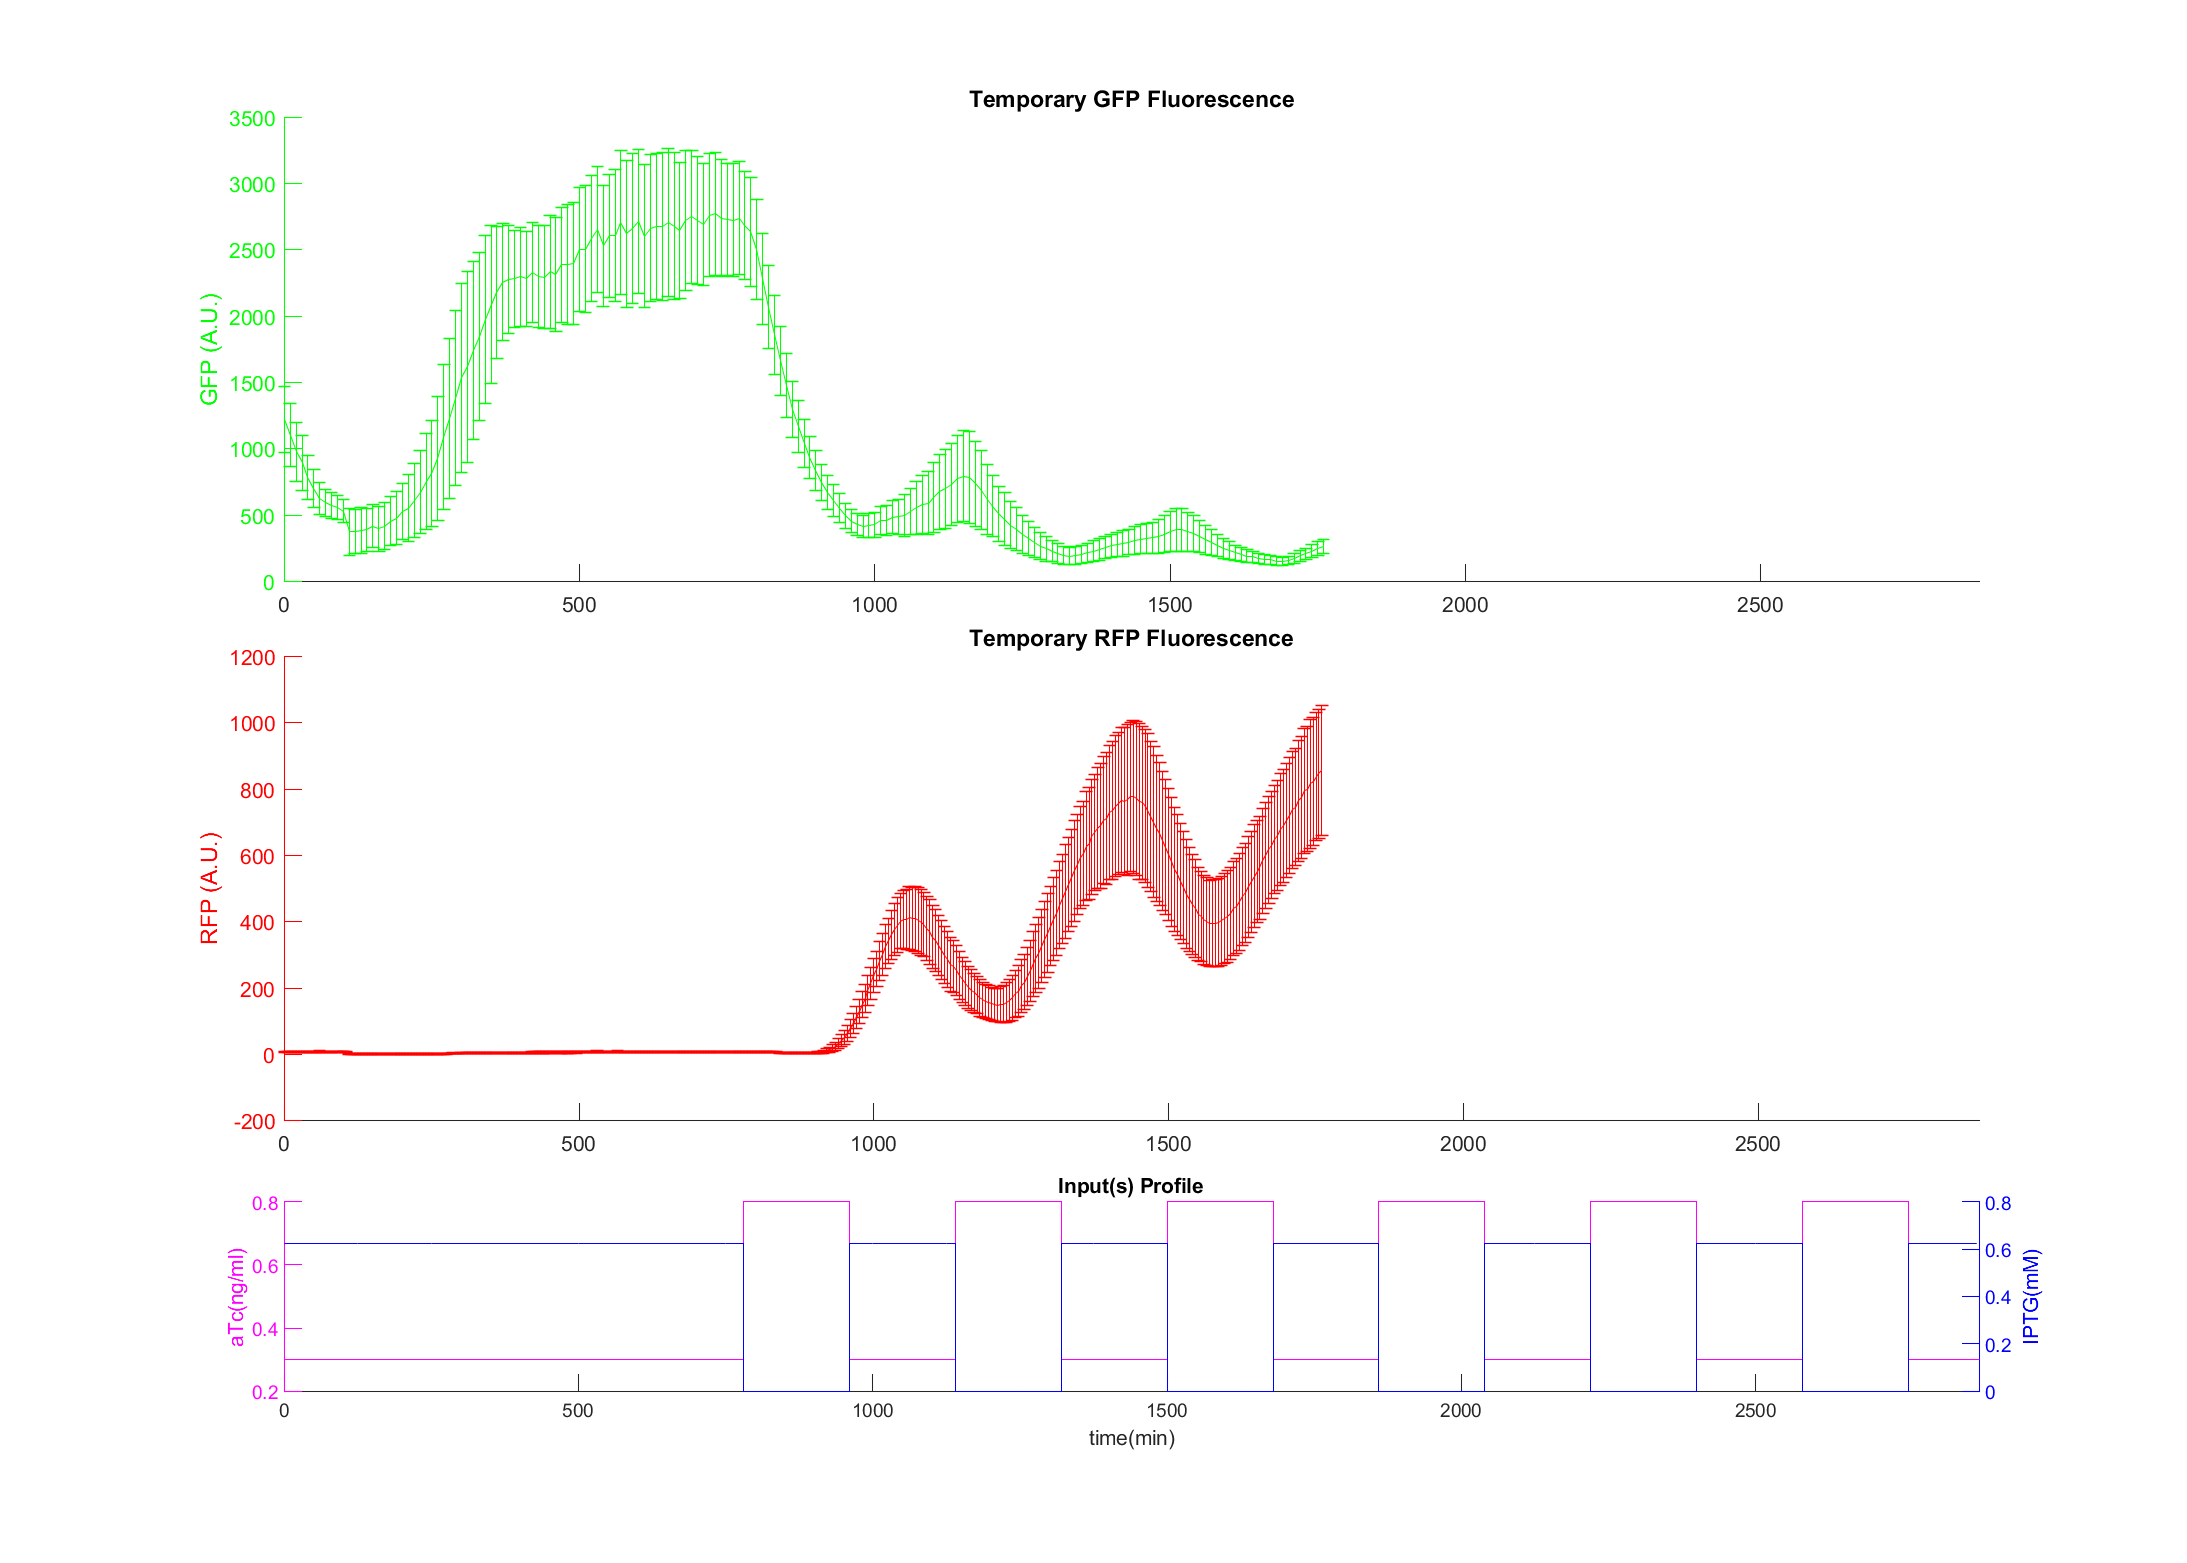 Temporary GFP Fluorescence
3500
3000
2500
2000
1500
1000
500
0
GFP (A.U.)
0 500 1000 1500 2000 2500
Temporary RFP Fluorescence
1200
1000
800
600
400
200
0
-200
RFP (A.U.)
0 500 1000 1500 2000 2500
Input(s) Profile
0.8
0.6
0.4
0.2
aTc(ng/ml)
0.8
0.6
0.4
0.2
0
IPTG(mM)
0 500 1000 1500 2000 2500
time(min)